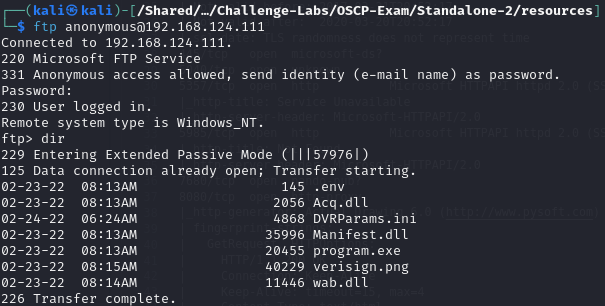 ┌──(kali㉿kali)-[/Shared/…/Challenge-Labs/OSCP-Exam/Standalone-2/resources]
└─$ ftp anonymous@192.168.124.111
Connected to 192.168.124.111.
220 Microsoft FTP Service
331 Anonymous access allowed, send identity (e-mail name) as password.
Password:
230 User logged in.
Remote system type is Windows_NT.
ftp> dir
229 Entering Extended Passive Mode (|||57976|)
125 Data connection already open; Transfer starting.
02-23-22  08:13AM                  145 .env
02-23-22  08:13AM                 2056 Acq.dll
02-24-22  06:24AM                 4868 DVRParams.ini
02-23-22  08:13AM                35996 Manifest.dll
02-23-22  08:13AM                20455 program.exe
02-23-22  08:15AM                40229 verisign.png
02-23-22  08:14AM                11446 wab.dll
226 Transfer complete.